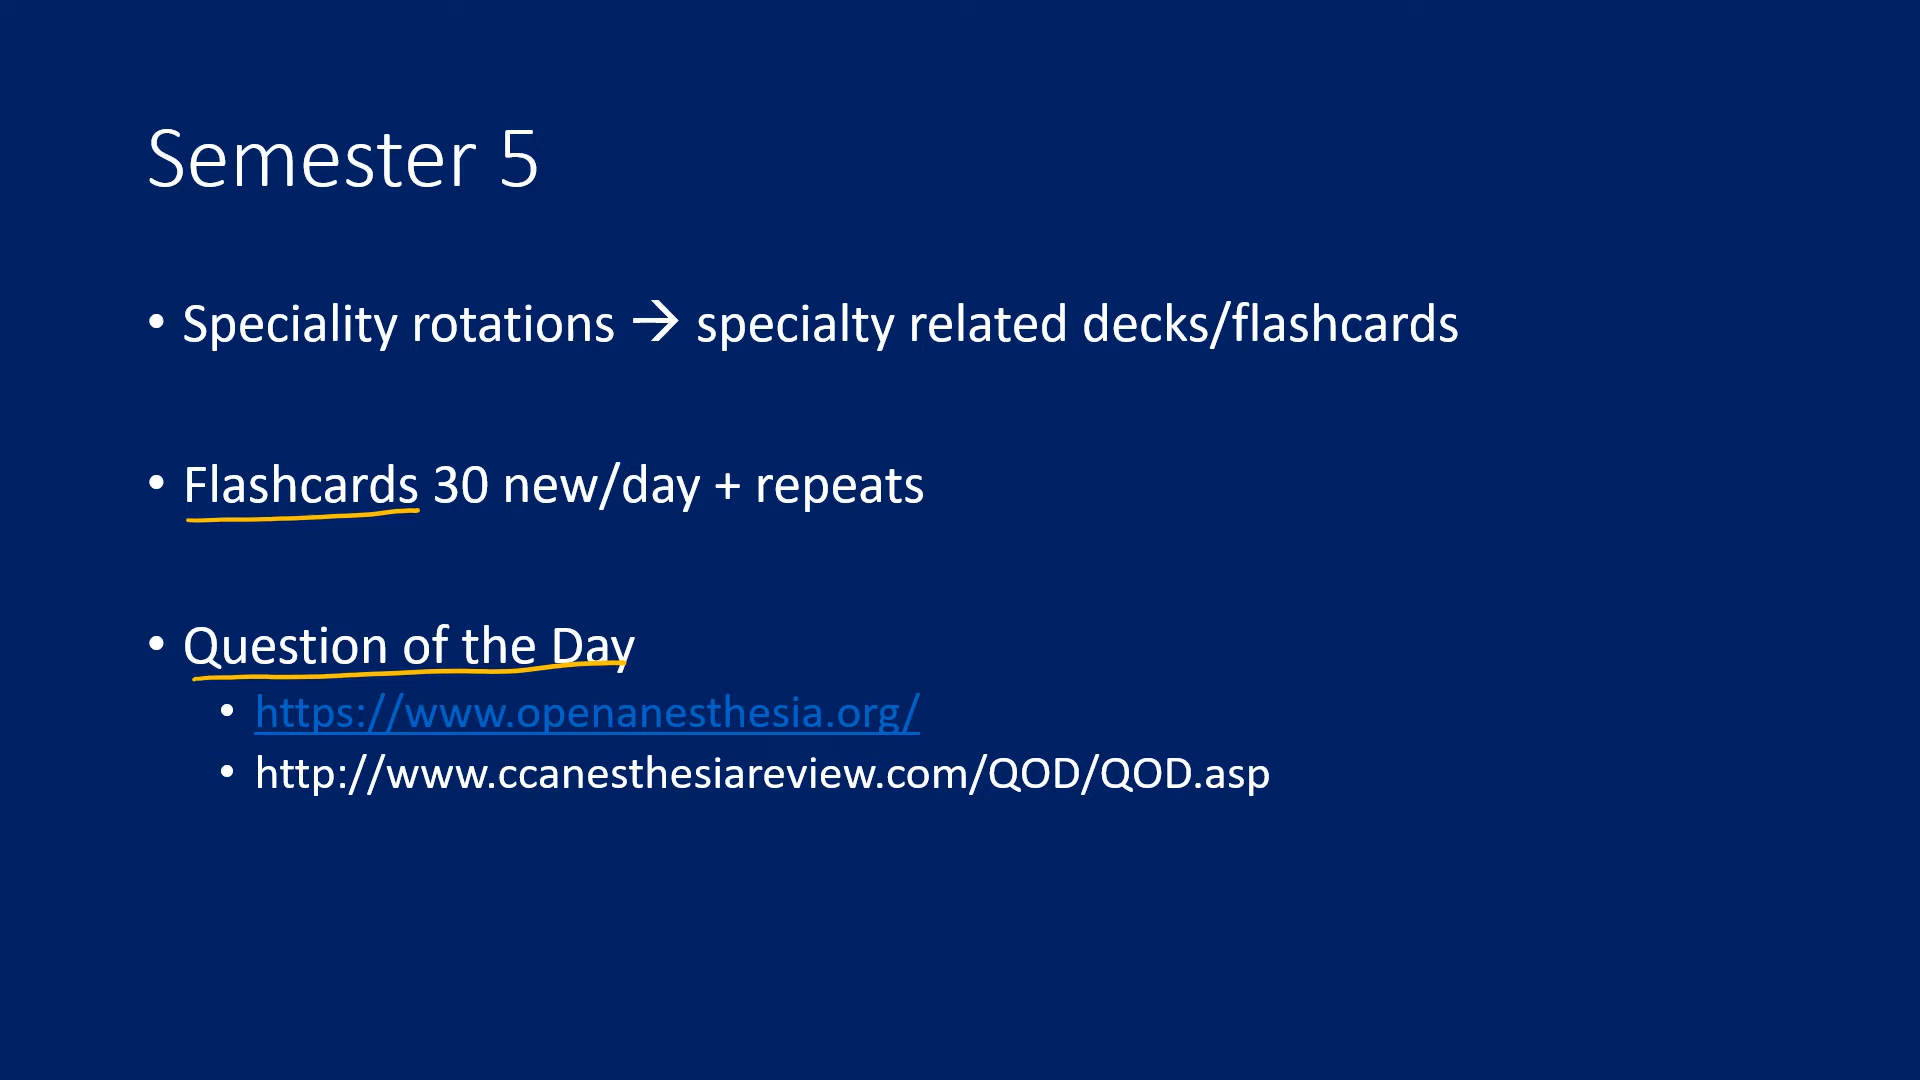 Semester 5
• Speciality rotations → specialty related decks/flashcards
• Flashcards 30 new/day + repeats
• Question of the Day
• https://www.openanesthesia.org/
• http://www.ccanesthesiareview.com/QOD/QOD.asp